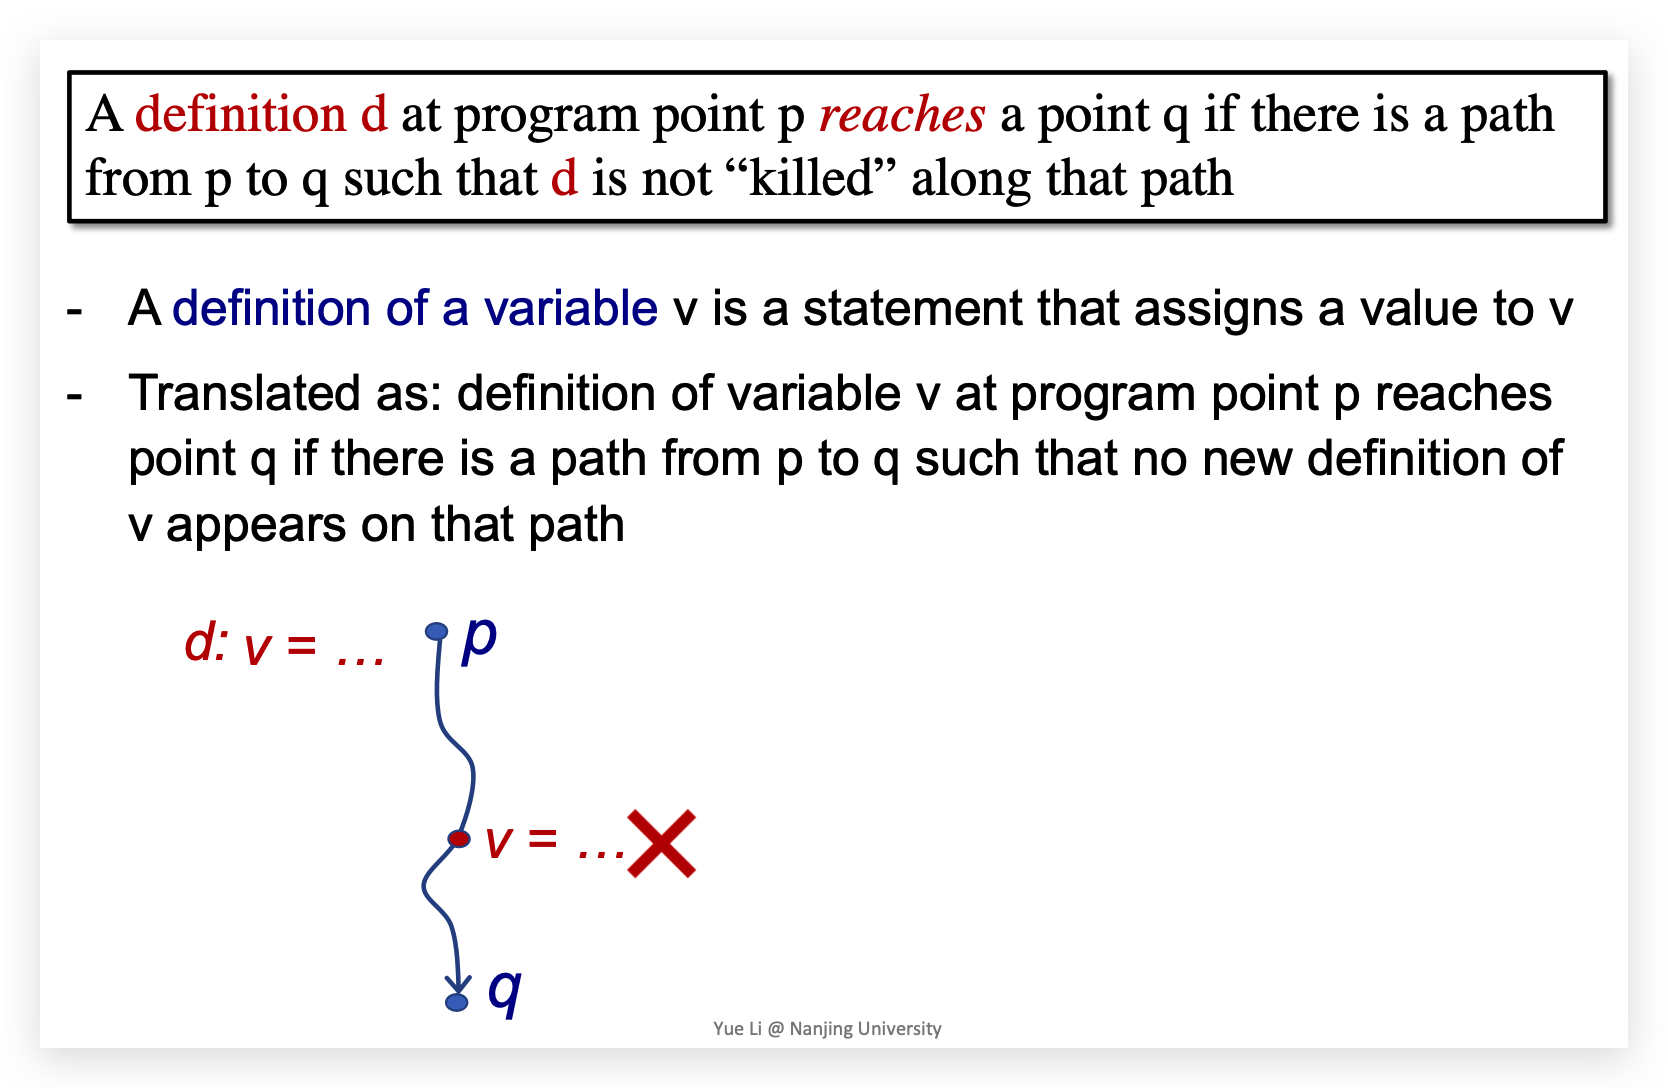 A definition d at program point p reaches a point q if there is a path
from p to q such that d is not “killed” along that path
- A definition of a variable v is a statement that assigns a value to v
- Translated as: definition of variable v at program point p reaches
point q if there is a path from p to q such that no new definition of
v appears on that path
d: v = … p
v = …
q
Yue Li @ Nanjing University